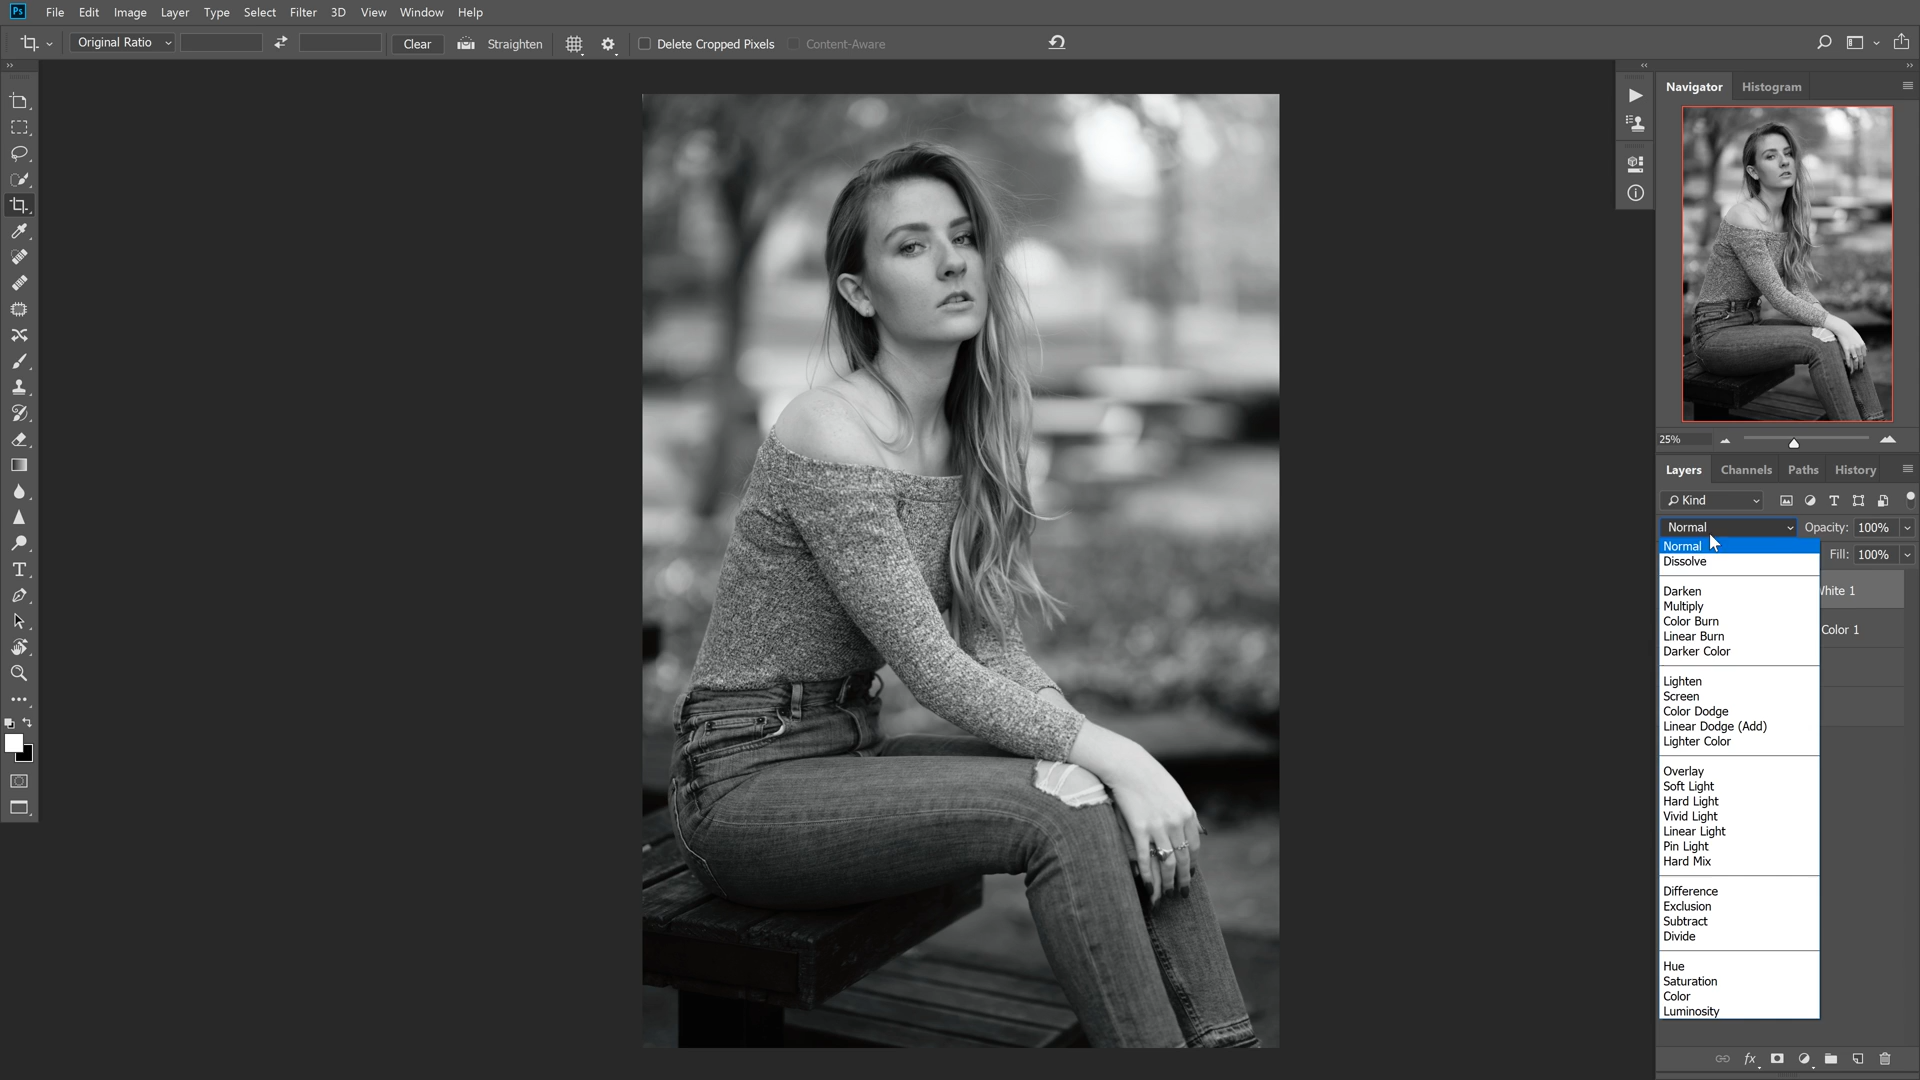 Ps File Edit Image Layer Type Select Filter 3D View Window Help
Original Ratio Clear Straighten Delete Cropped Pixels Content-Aware
Navigator Histogram
25%
Layers Channels Paths History
Kind
Normal Opacity: 100%
Fill: 100%
Normal
Dissolve
Darken
Multiply
Color Burn
Linear Burn
Darker Color
Lighten
Screen
Color Dodge
Linear Dodge (Add)
Lighter Color
Overlay
Soft Light
Hard Light
Vivid Light
Linear Light
Pin Light
Hard Mix
Difference
Exclusion
Subtract
Divide
Hue
Saturation
Color
Luminosity
1
Color 1
fx